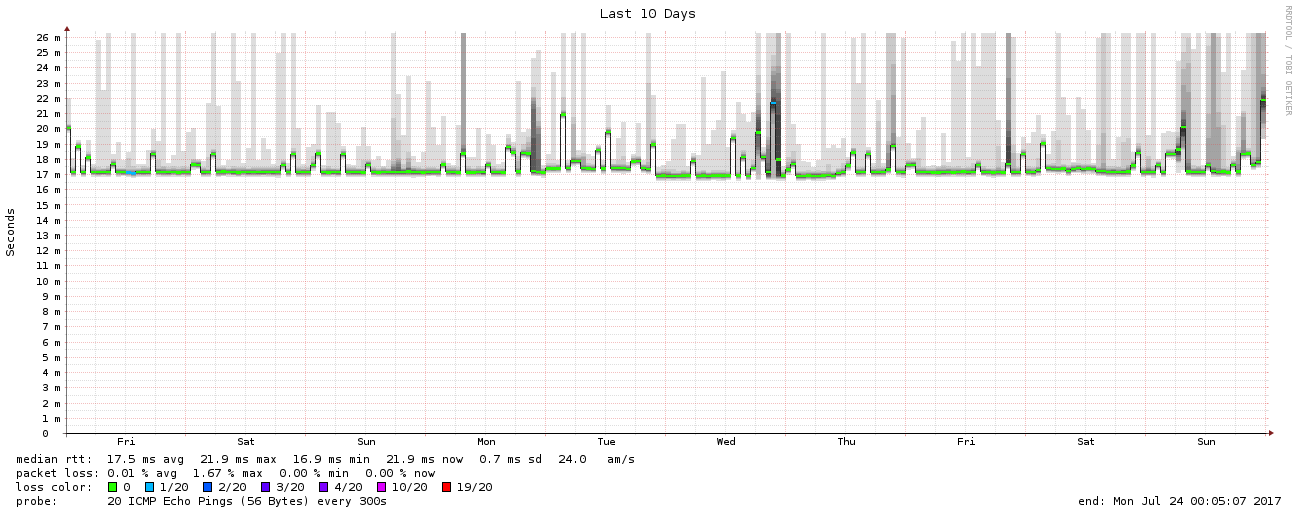 Last 10 Days
RRDTOOL / TOBI OETIKER
Seconds
26 m
25 m
24 m
23 m
22 m
21 m
20 m
19 m
18 m
17 m
16 m
15 m
14 m
13 m
12 m
11 m
10 m
9 m
8 m
7 m
6 m
5 m
4 m
3 m
2 m
1 m
0
Fri Sat Sun Mon Tue Wed Thu Fri Sat Sun
median rtt: 17.5 ms avg 21.9 ms max 16.9 ms min 21.9 ms now 0.7 ms sd 24.0 am/s
packet loss: 0.01 % avg 1.67 % max 0.00 % min 0.00 % now
loss color: 0 1/20 2/20 3/20 4/20 10/20 19/20
probe: 20 ICMP Echo Pings (56 Bytes) every 300s end: Mon Jul 24 00:05:07 2017